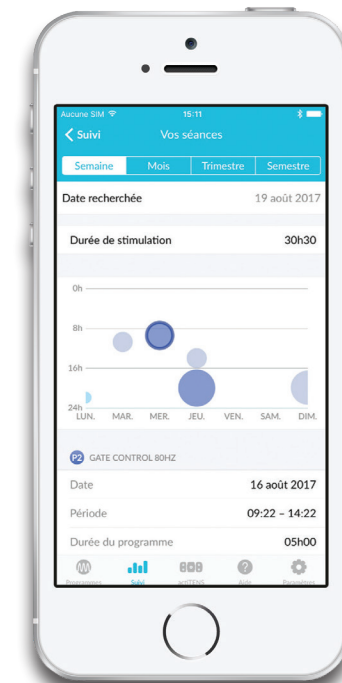 Aucune SIM 15:11
Suivi Vos séances
Semaine Mois Trimestre Semestre
Date recherchée 19 août 2017
Durée de stimulation 30h30
0h
8h
16h
24h
LUN. MAR. MER. JEU. VEN. SAM. DIM.
P2 GATE CONTROL 80HZ
Date 16 août 2017
Période 09:22 – 14:22
Durée du programme 05h00
Programmes Suivi actiTENS Aide Paramètres